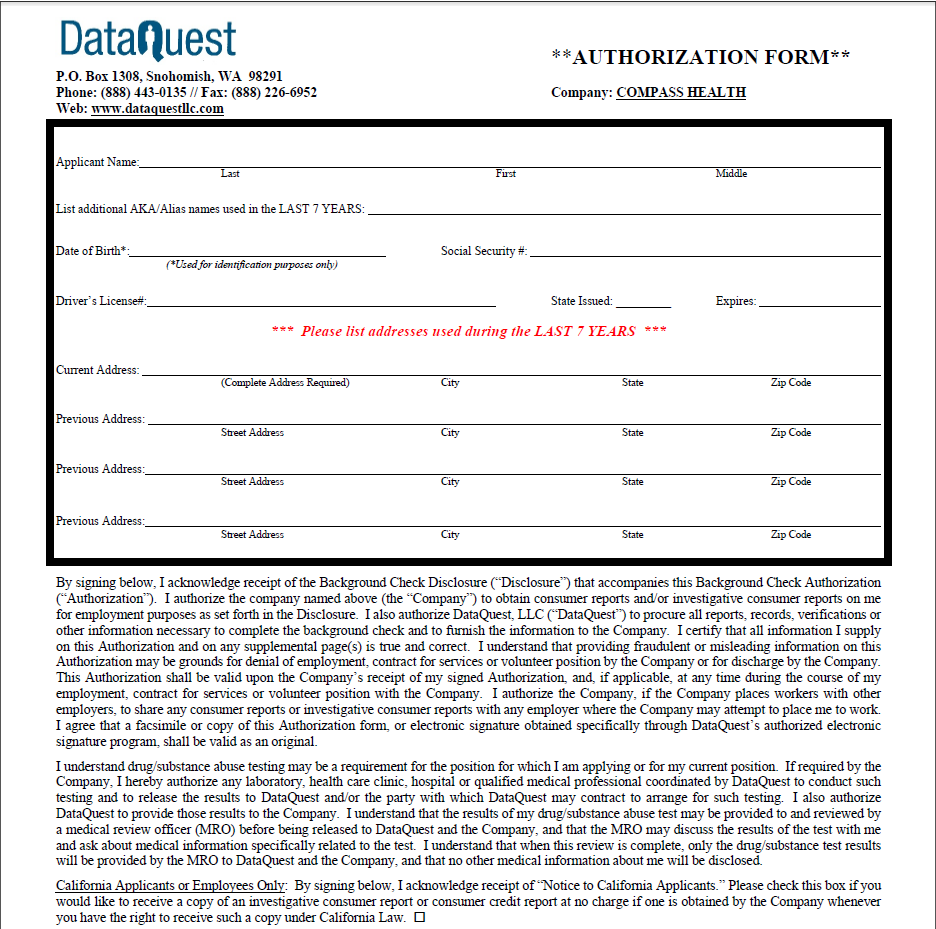 DataQuest
**AUTHORIZATION FORM**
P.O. Box 1308, Snohomish, WA 98291
Phone: (888) 443-0135 // Fax: (888) 226-6952
Company: COMPASS HEALTH
Web: www.dataquestllc.com
Applicant Name:
Last First Middle
List additional AKA/Alias names used in the LAST 7 YEARS:
Date of Birth*: Social Security #:
(*Used for identification purposes only)
Driver’s License#: State Issued: Expires:
*** Please list addresses used during the LAST 7 YEARS ***
Current Address:
(Complete Address Required) City State Zip Code
Previous Address:
Street Address City State Zip Code
Previous Address:
Street Address City State Zip Code
Previous Address:
Street Address City State Zip Code
By signing below, I acknowledge receipt of the Background Check Disclosure (“Disclosure”) that accompanies this Background Check Authorization
(“Authorization”). I authorize the company named above (the “Company”) to obtain consumer reports and/or investigative consumer reports on me
for employment purposes as set forth in the Disclosure. I also authorize DataQuest, LLC (“DataQuest”) to procure all reports, records, verifications or
other information necessary to complete the background check and to furnish the information to the Company. I certify that all information I supply
on this Authorization and on any supplemental page(s) is true and correct. I understand that providing fraudulent or misleading information on this
Authorization may be grounds for denial of employment, contract for services or volunteer position by the Company or for discharge by the Company.
This Authorization shall be valid upon the Company’s receipt of my signed Authorization, and, if applicable, at any time during the course of my
employment, contract for services or volunteer position with the Company. I authorize the Company, if the Company places workers with other
employers, to share any consumer reports or investigative consumer reports with any employer where the Company may attempt to place me to work.
I agree that a facsimile or copy of this Authorization form, or electronic signature obtained specifically through DataQuest’s authorized electronic
signature program, shall be valid as an original.
I understand drug/substance abuse testing may be a requirement for the position for which I am applying or for my current position. If required by the
Company, I hereby authorize any laboratory, health care clinic, hospital or qualified medical professional coordinated by DataQuest to conduct such
testing and to release the results to DataQuest and/or the party with which DataQuest may contract to arrange for such testing. I also authorize
DataQuest to provide those results to the Company. I understand that the results of my drug/substance abuse test may be provided to and reviewed by
a medical review officer (MRO) before being released to DataQuest and the Company, and that the MRO may discuss the results of the test with me
and ask about medical information specifically related to the test. I understand that when this review is complete, only the drug/substance test results
will be provided by the MRO to DataQuest and the Company, and that no other medical information about me will be disclosed.
California Applicants or Employees Only: By signing below, I acknowledge receipt of “Notice to California Applicants.” Please check this box if you
would like to receive a copy of an investigative consumer report or consumer credit report at no charge if one is obtained by the Company whenever
you have the right to receive such a copy under California Law. ☐